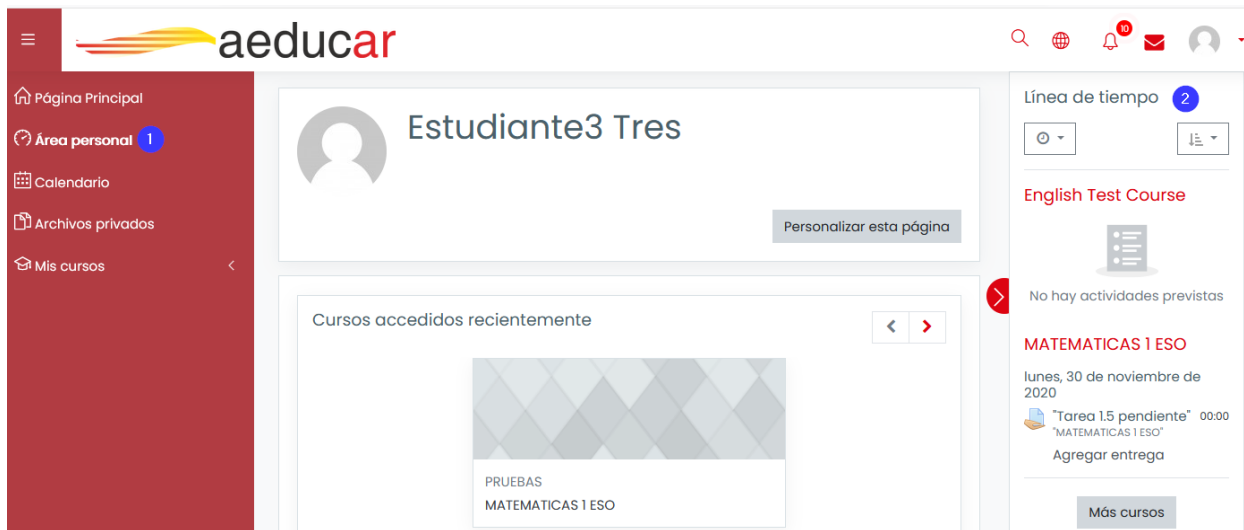 aeducar
10
Página Principal
Área personal 1
Calendario
Archivos privados
Mis cursos
Estudiante3 Tres
Personalizar esta página
Cursos accedidos recientemente
PRUEBAS
MATEMATICAS 1 ESO
Línea de tiempo 2
English Test Course
No hay actividades previstas
MATEMATICAS 1 ESO
lunes, 30 de noviembre de
2020
"Tarea 1.5 pendiente" 00:00
"MATEMATICAS 1 ESO"
Agregar entrega
Más cursos